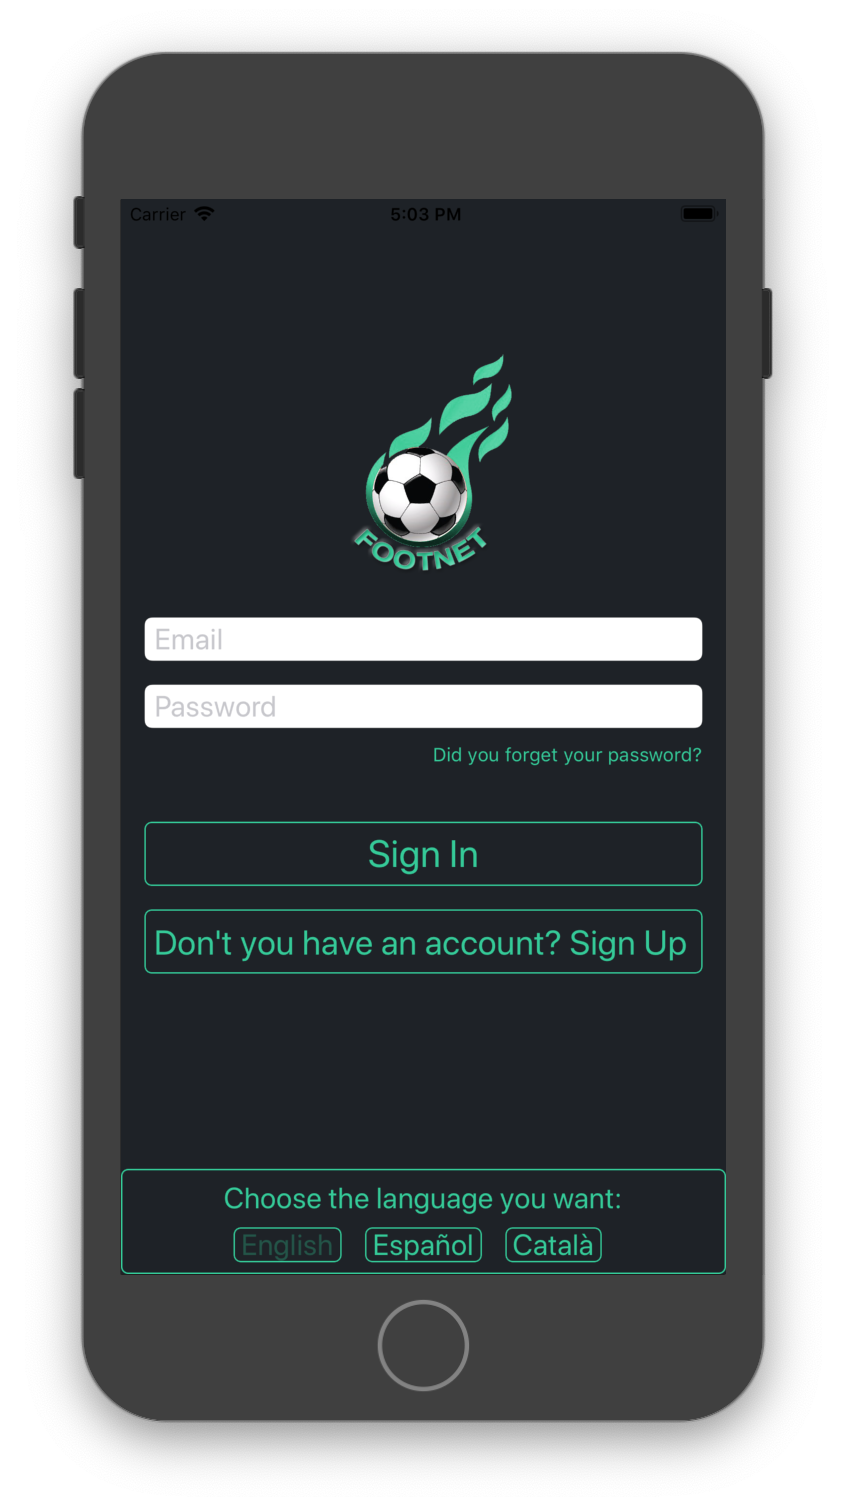 Carrier 5:03 PM
FOOTNET
Email
Password
Did you forget your password?
Sign In
Don't you have an account? Sign Up
Choose the language you want:
English Español Català